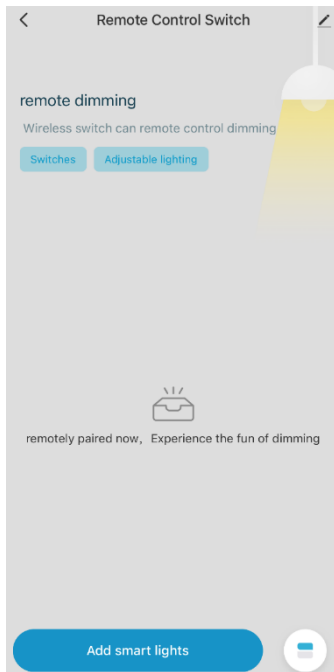 Remote Control Switch
remote dimming
Wireless switch can remote control dimming
Switches
Adjustable lighting
remotely paired now,  Experience the fun of dimming
Add smart lights